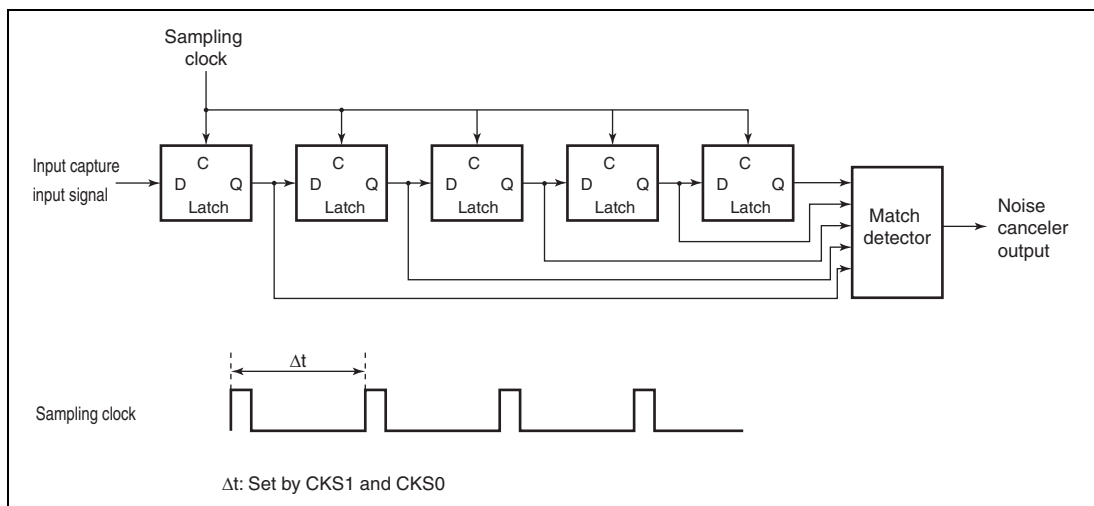 Sampling
clock
Input capture
input signal
C
D Q
Latch
C
D Q
Latch
C
D Q
Latch
C
D Q
Latch
C
D Q
Latch
Match
detector
Noise
canceler
output
Δt
Sampling clock
Δt: Set by CKS1 and CKS0